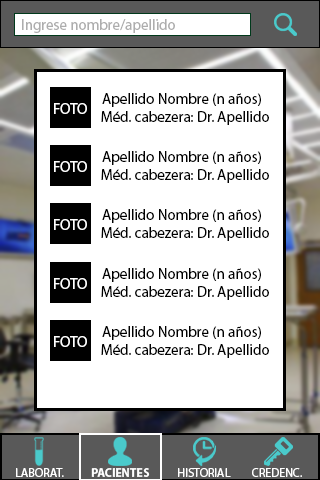 Ingrese nombre/apellido
FOTO
Apellido Nombre (n años)
Méd. cabezera: Dr. Apellido
FOTO
Apellido Nombre (n años)
Méd. cabezera: Dr. Apellido
FOTO
Apellido Nombre (n años)
Méd. cabezera: Dr. Apellido
FOTO
Apellido Nombre (n años)
Méd. cabezera: Dr. Apellido
FOTO
Apellido Nombre (n años)
Méd. cabezera: Dr. Apellido
LABORAT.
PACIENTES
HISTORIAL
CREDENC.